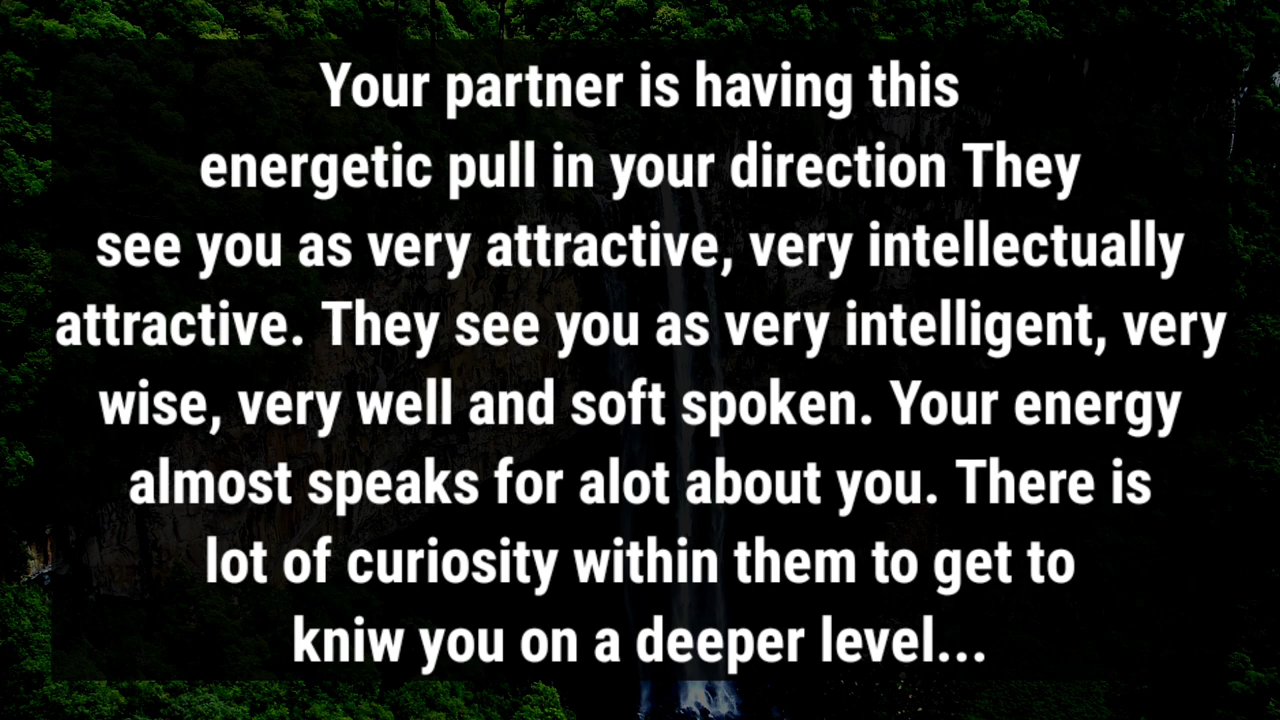 Your partner is having this
energetic pull in your direction They
see you as very attractive, very intellectually
attractive. They see you as very intelligent, very
wise, very well and soft spoken. Your energy
almost speaks for alot about you. There is
lot of curiosity within them to get to
kniw you on a deeper level...